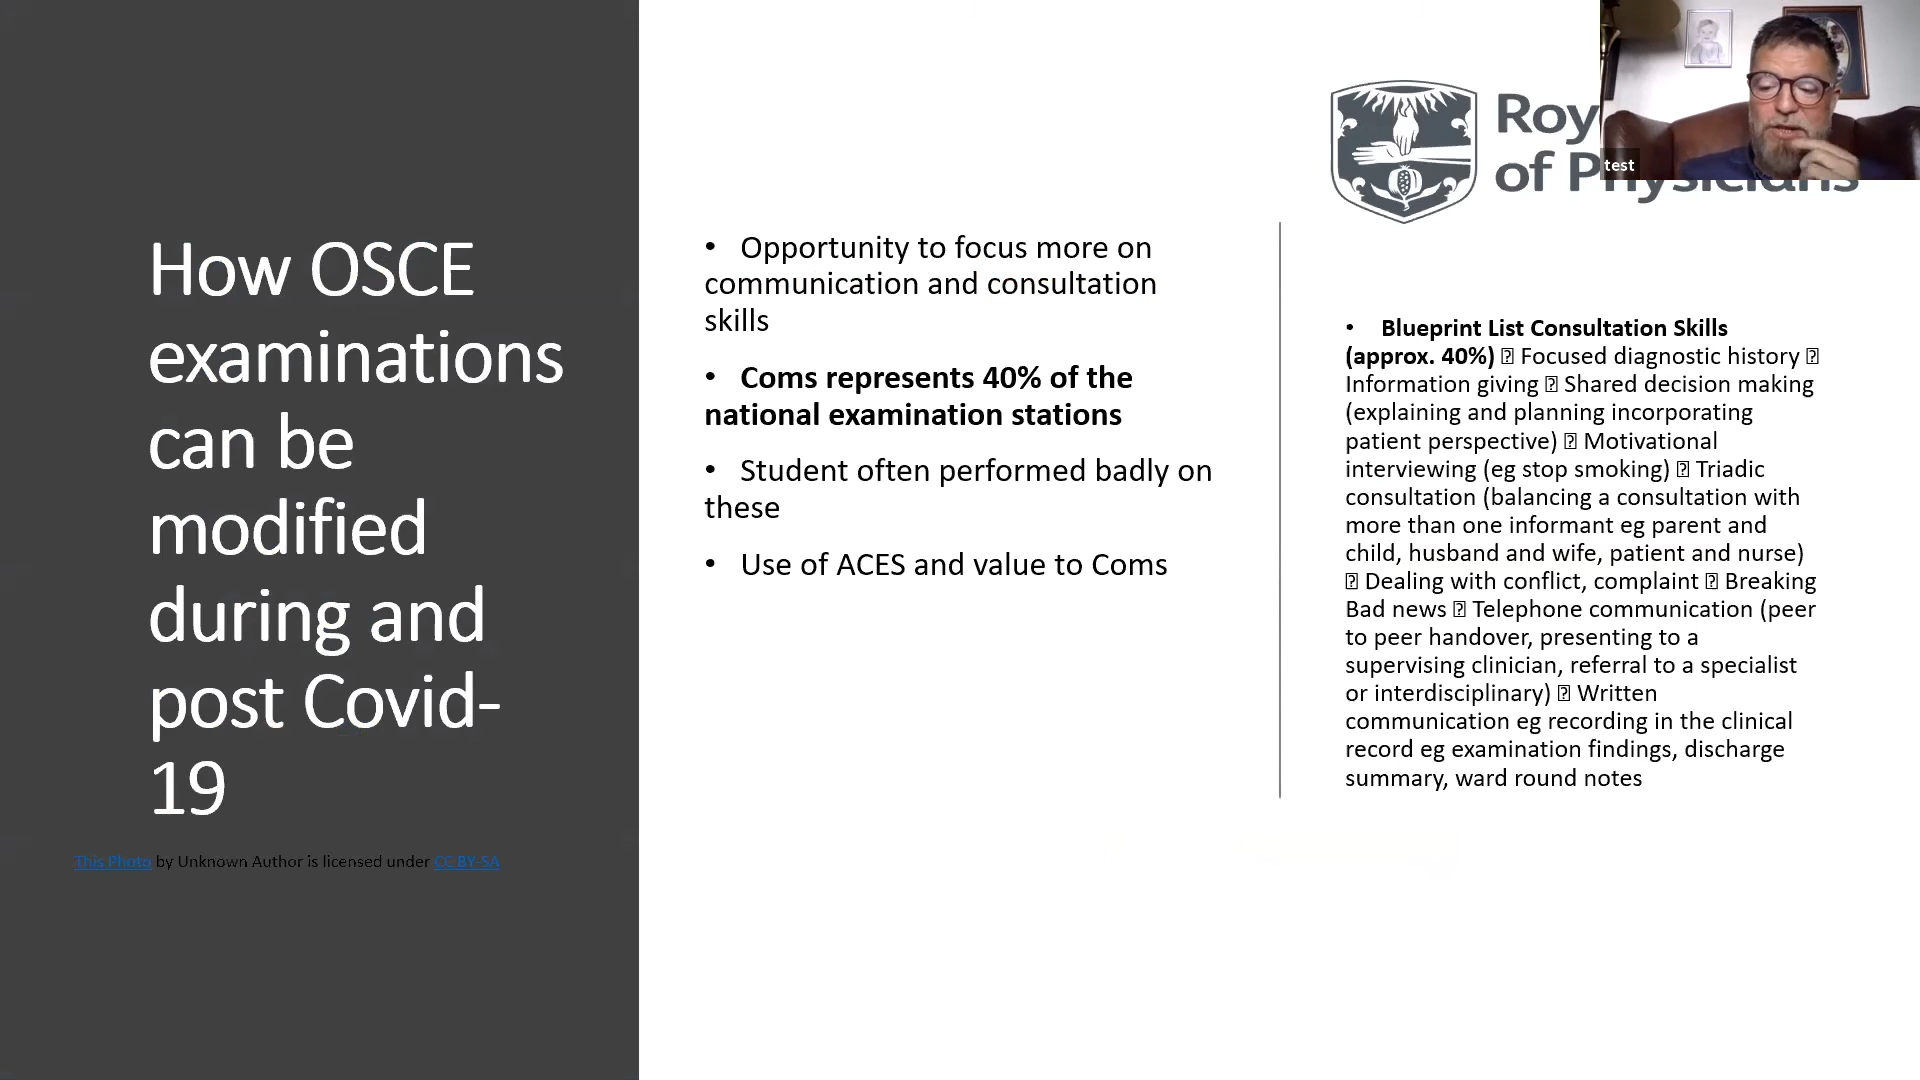 How OSCE
examinations
can be
modified
during and
post Covid-
19
This Photo by Unknown Author is licensed under CC BY-SA
• Opportunity to focus more on
communication and consultation
skills
• Coms represents 40% of the
national examination stations
• Student often performed badly on
these
• Use of ACES and value to Coms
of Physicians
test
• Blueprint List Consultation Skills
(approx. 40%) ⍰ Focused diagnostic history ⍰
Information giving ⍰ Shared decision making
(explaining and planning incorporating
patient perspective) ⍰ Motivational
interviewing (eg stop smoking) ⍰ Triadic
consultation (balancing a consultation with
more than one informant eg parent and
child, husband and wife, patient and nurse)
⍰ Dealing with conflict, complaint ⍰ Breaking
Bad news ⍰ Telephone communication (peer
to peer handover, presenting to a
supervising clinician, referral to a specialist
or interdisciplinary) ⍰ Written
communication eg recording in the clinical
record eg examination findings, discharge
summary, ward round notes